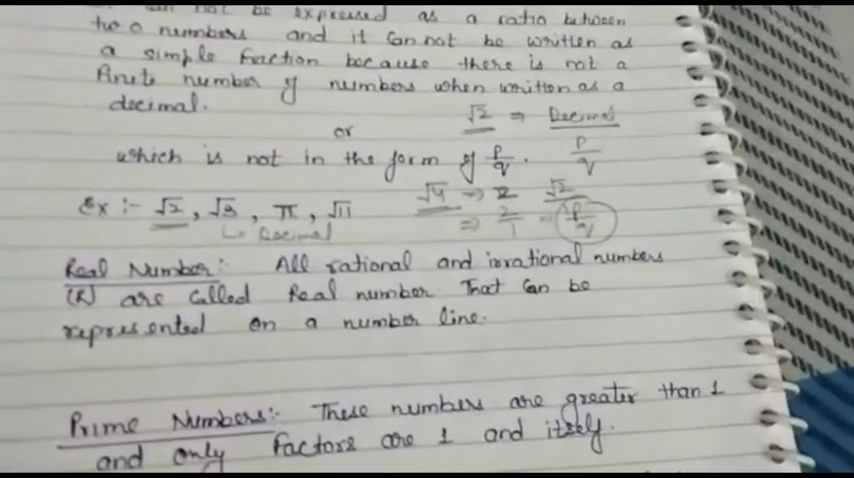 not be expressed as a ratio between
two numbers and it can not be written as
a simple fraction because there is not a
finite number of numbers when written as a
decimal.
√2 ⇒ Decimal
or
which is not in the form of p/q. p/q
Ex :- √2, √3, π, √11 √4 → 2 √2
↳ Decimal ⇒ 2/1 ⇒ p/q
Real Number:- All rational and irrational numbers
(R) are called Real number. That can be
represented on a number line.
Prime Numbers:- These numbers are greater than 1
and only factors are 1 and itself.